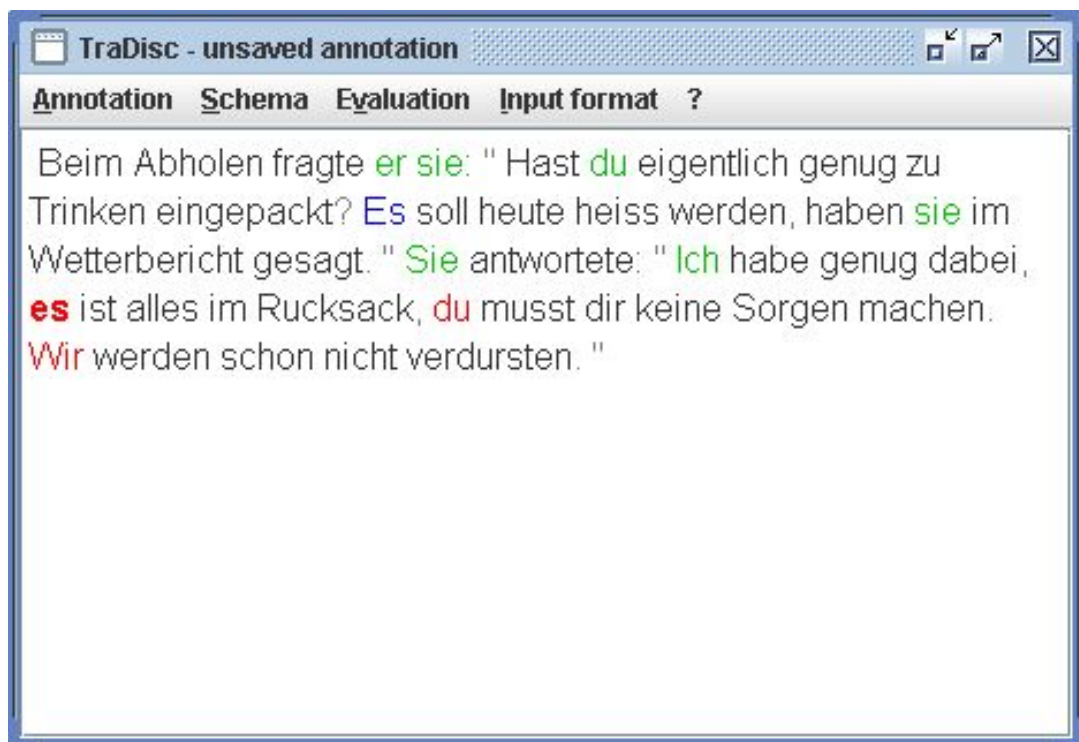 TraDisc - unsaved annotation
Annotation Schema Evaluation Input format ?
Beim Abholen fragte er sie: " Hast du eigentlich genug zu
Trinken eingepackt? Es soll heute heiss werden, haben sie im
Wetterbericht gesagt. " Sie antwortete: " Ich habe genug dabei,
es ist alles im Rucksack, du musst dir keine Sorgen machen.
Wir werden schon nicht verdursten. "